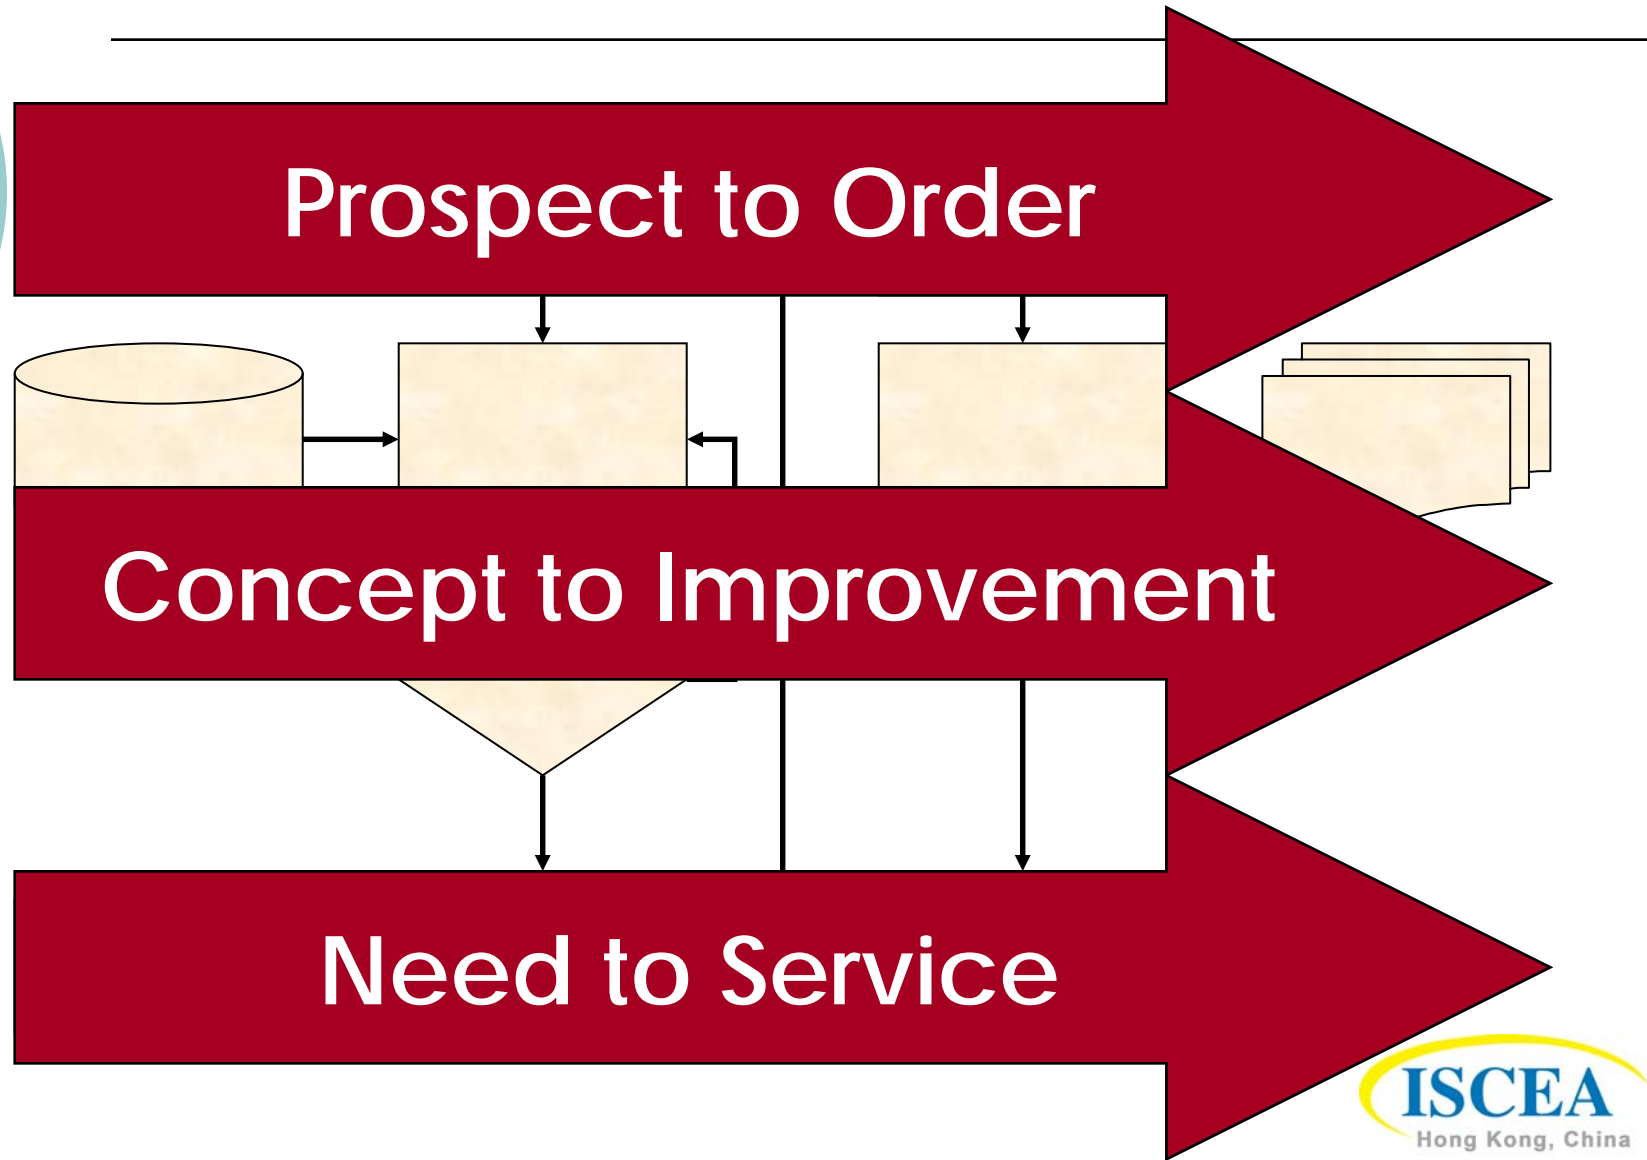 Prospect to Order
Concept to Improvement
Need to Service
ISCEA
Hong Kong, China